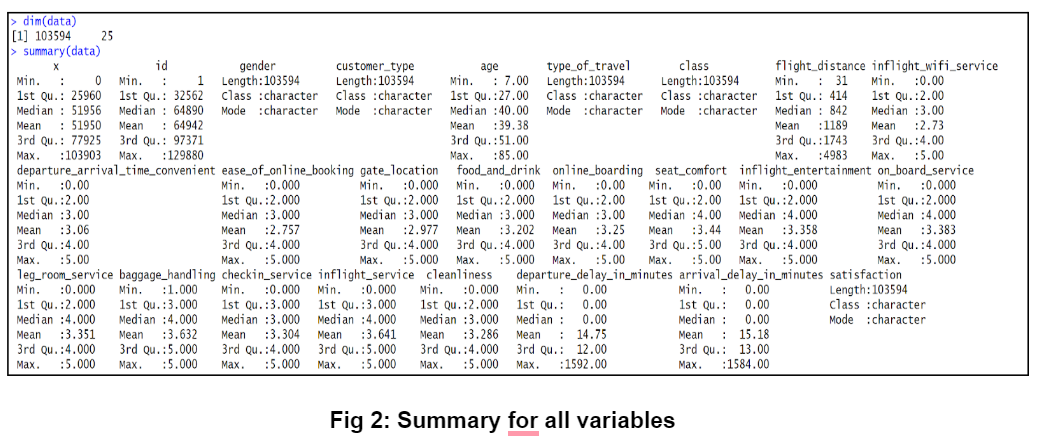 > dim(data)
[1] 103594 25
> summary(data)
x id gender customer_type age type_of_travel class flight_distance inflight_wifi_service
Min. : 0 Min. : 1 Length:103594 Length:103594 Min. : 7.00 Length:103594 Length:103594 Min. : 31 Min. :0.00
1st Qu.: 25960 1st Qu.: 32562 Class :character Class :character 1st Qu.:27.00 Class :character Class :character 1st Qu.: 414 1st Qu.:2.00
Median : 51956 Median : 64890 Mode :character Mode :character Median :40.00 Mode :character Mode :character Median : 842 Median :3.00
Mean : 51950 Mean : 64942 Mean :39.38 Mean :1189 Mean :2.73
3rd Qu.: 77925 3rd Qu.: 97371 3rd Qu.:51.00 3rd Qu.:1743 3rd Qu.:4.00
Max. :103903 Max. :129880 Max. :85.00 Max. :4983 Max. :5.00
departure_arrival_time_convenient ease_of_online_booking gate_location food_and_drink online_boarding seat_comfort inflight_entertainment on_board_service
Min. :0.00 Min. :0.000 Min. :0.000 Min. :0.000 Min. :0.00 Min. :0.00 Min. :0.000 Min. :0.000
1st Qu.:2.00 1st Qu.:2.000 1st Qu.:2.000 1st Qu.:2.000 1st Qu.:2.00 1st Qu.:2.00 1st Qu.:2.000 1st Qu.:2.000
Median :3.00 Median :3.000 Median :3.000 Median :3.000 Median :3.00 Median :4.00 Median :4.000 Median :4.000
Mean :3.06 Mean :2.757 Mean :2.977 Mean :3.202 Mean :3.25 Mean :3.44 Mean :3.358 Mean :3.383
3rd Qu.:4.00 3rd Qu.:4.000 3rd Qu.:4.000 3rd Qu.:4.000 3rd Qu.:4.00 3rd Qu.:5.00 3rd Qu.:4.000 3rd Qu.:4.000
Max. :5.00 Max. :5.000 Max. :5.000 Max. :5.000 Max. :5.00 Max. :5.00 Max. :5.000 Max. :5.000
leg_room_service baggage_handling checkin_service inflight_service cleanliness departure_delay_in_minutes arrival_delay_in_minutes satisfaction
Min. :0.000 Min. :1.000 Min. :0.000 Min. :0.000 Min. :0.000 Min. : 0.00 Min. : 0.00 Length:103594
1st Qu.:2.000 1st Qu.:3.000 1st Qu.:3.000 1st Qu.:3.000 1st Qu.:2.000 1st Qu.: 0.00 1st Qu.: 0.00 Class :character
Median :4.000 Median :4.000 Median :3.000 Median :4.000 Median :3.000 Median : 0.00 Median : 0.00 Mode :character
Mean :3.351 Mean :3.632 Mean :3.304 Mean :3.641 Mean :3.286 Mean : 14.75 Mean : 15.18
3rd Qu.:4.000 3rd Qu.:5.000 3rd Qu.:4.000 3rd Qu.:5.000 3rd Qu.:4.000 3rd Qu.: 12.00 3rd Qu.: 13.00
Max. :5.000 Max. :5.000 Max. :5.000 Max. :5.000 Max. :5.000 Max. :1592.00 Max. :1584.00
Fig 2: Summary for all variables